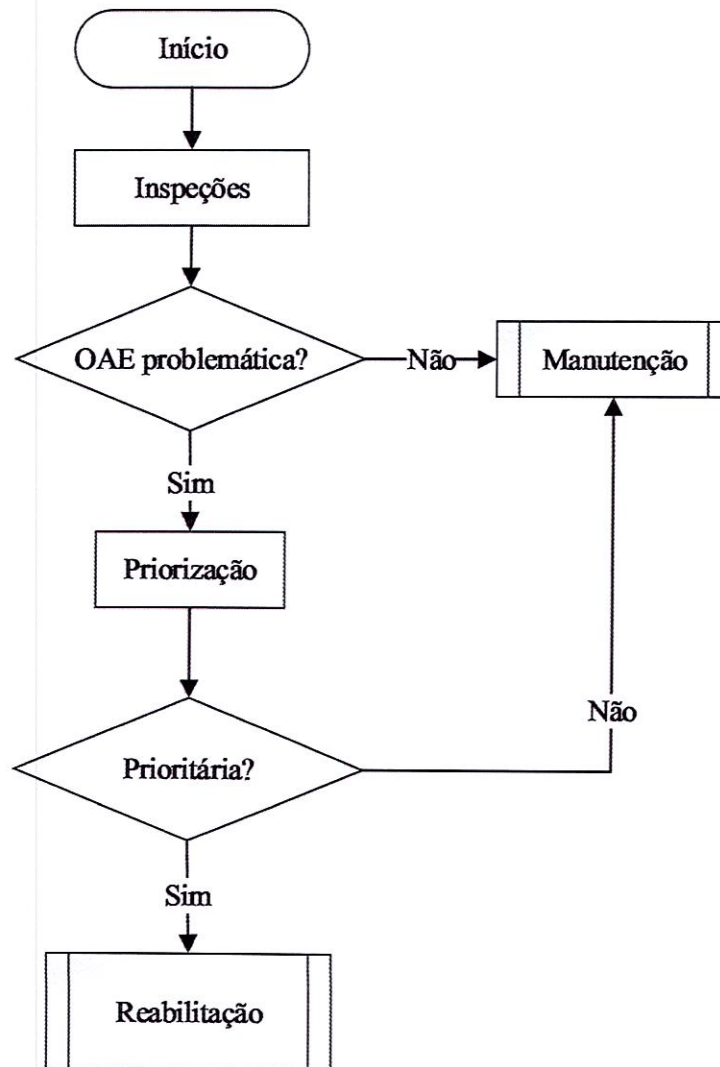 Início
Inspeções
OAE problemática?
Não
Manutenção
Sim
Priorização
Não
Prioritária?
Sim
Reabilitação